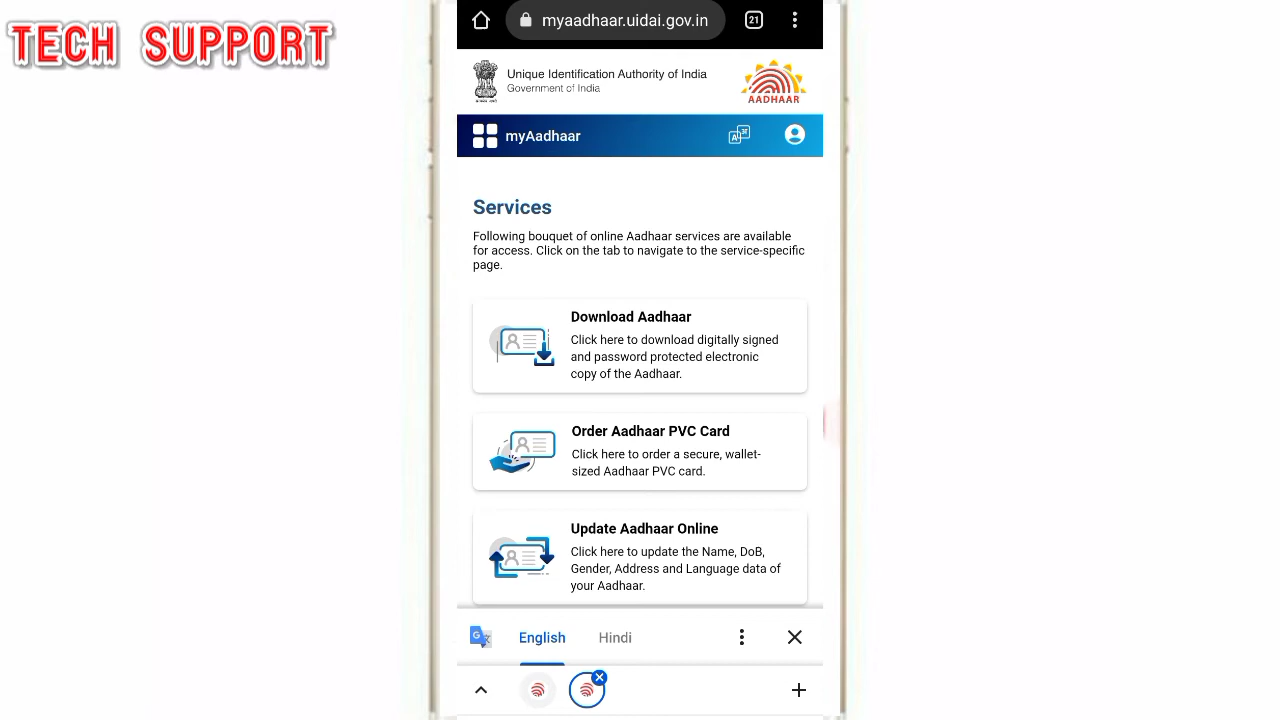 TECH SUPPORT
myaadhaar.uidai.gov.in
21
Unique Identification Authority of India
Government of India
AADHAAR
myAadhaar
Services
Following bouquet of online Aadhaar services are available
for access. Click on the tab to navigate to the service-specific
page.
Download Aadhaar
Click here to download digitally signed
and password protected electronic
copy of the Aadhaar.
Order Aadhaar PVC Card
Click here to order a secure, wallet-
sized Aadhaar PVC card.
Update Aadhaar Online
Click here to update the Name, DoB,
Gender, Address and Language data of
your Aadhaar.
English Hindi